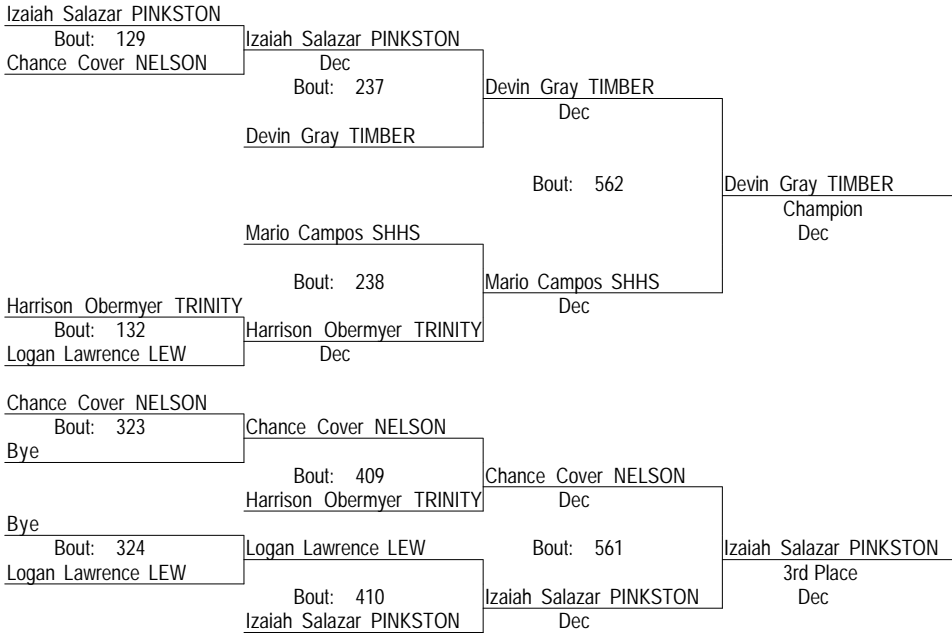 Izaiah Salazar PINKSTON
Bout: 129
Izaiah Salazar PINKSTON
Chance Cover NELSON
Dec
Bout: 237
Devin Gray TIMBER
Dec
Devin Gray TIMBER
Bout: 562
Devin Gray TIMBER
Champion
Mario Campos SHHS
Dec
Bout: 238
Mario Campos SHHS
Harrison Obermyer TRINITY
Dec
Bout: 132
Harrison Obermyer TRINITY
Logan Lawrence LEW
Dec
Chance Cover NELSON
Bout: 323
Chance Cover NELSON
Bye
Bout: 409
Chance Cover NELSON
Harrison Obermyer TRINITY
Dec
Bye
Bout: 324
Logan Lawrence LEW
Bout: 561
Izaiah Salazar PINKSTON
Logan Lawrence LEW
3rd Place
Bout: 410
Izaiah Salazar PINKSTON
Dec
Izaiah Salazar PINKSTON
Dec